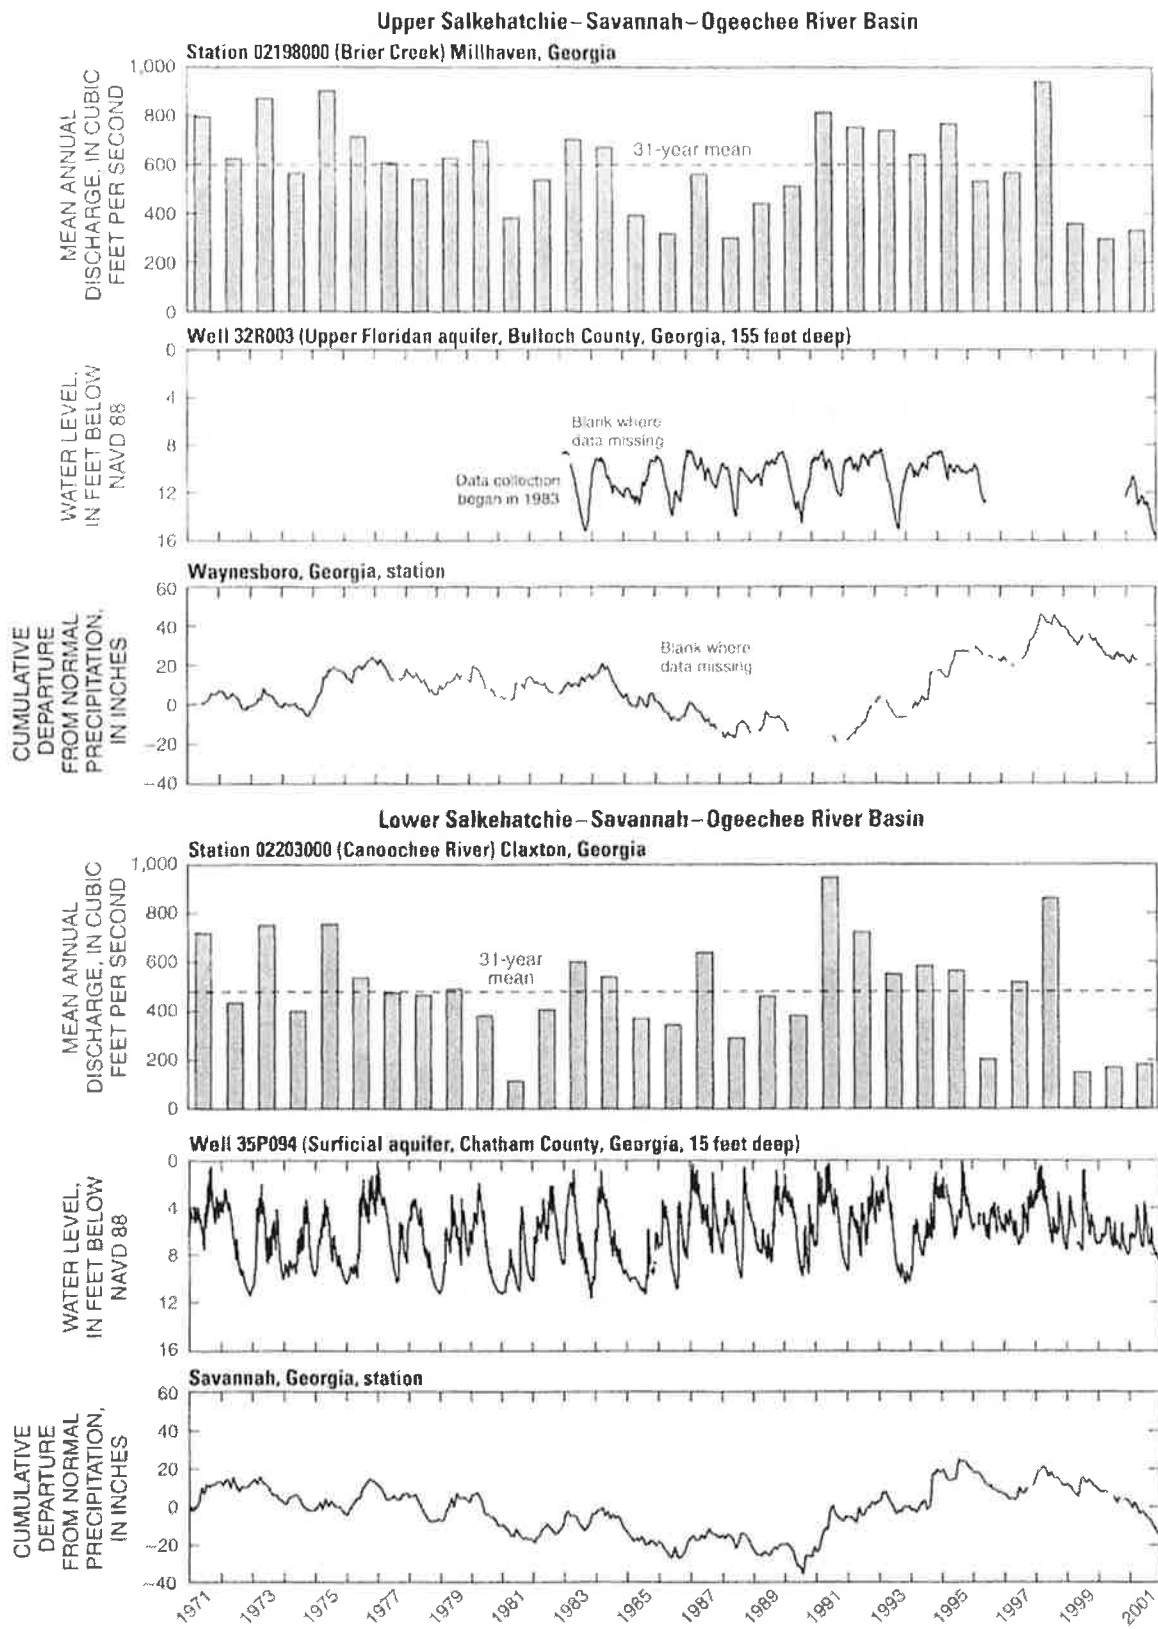 Upper Salkehatchie–Savannah–Ogeechee River Basin
Station 02198000 (Brier Creek) Millhaven, Georgia
MEAN ANNUAL
DISCHARGE, IN CUBIC
FEET PER SECOND
1,000
800
600
400
200
0
31-year mean
Well 32R003 (Upper Floridan aquifer, Bulloch County, Georgia, 155 feet deep)
WATER LEVEL,
IN FEET BELOW
NAVD 88
0
4
8
12
16
Blank where
data missing
Data collection
began in 1983
Waynesboro, Georgia, station
CUMULATIVE
DEPARTURE
FROM NORMAL
PRECIPITATION,
IN INCHES
60
40
20
0
–20
–40
Blank where
data missing
Lower Salkehatchie–Savannah–Ogeechee River Basin
Station 02203000 (Canoochee River) Claxton, Georgia
MEAN ANNUAL
DISCHARGE, IN CUBIC
FEET PER SECOND
1,000
800
600
400
200
0
31-year
mean
Well 35P094 (Surficial aquifer, Chatham County, Georgia, 15 feet deep)
WATER LEVEL,
IN FEET BELOW
NAVD 88
0
4
8
12
16
Savannah, Georgia, station
CUMULATIVE
DEPARTURE
FROM NORMAL
PRECIPITATION,
IN INCHES
60
40
20
0
–20
–40
1971 1973 1975 1977 1979 1981 1983 1985 1987 1989 1991 1993 1995 1997 1999 2001